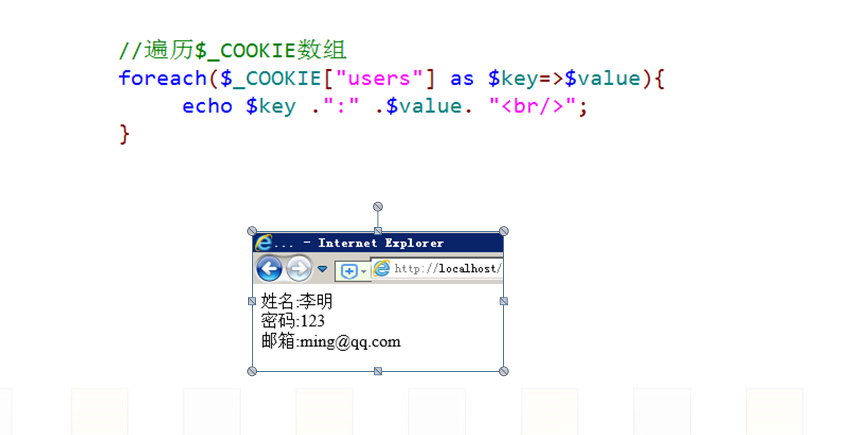 //遍历$_COOKIE数组
foreach($_COOKIE["users"] as $key=>$value){
echo $key .":" .$value. "<br/>";
}
... - Internet Explorer
http://localhost/
姓名:李明
密码:123
邮箱:ming@qq.com